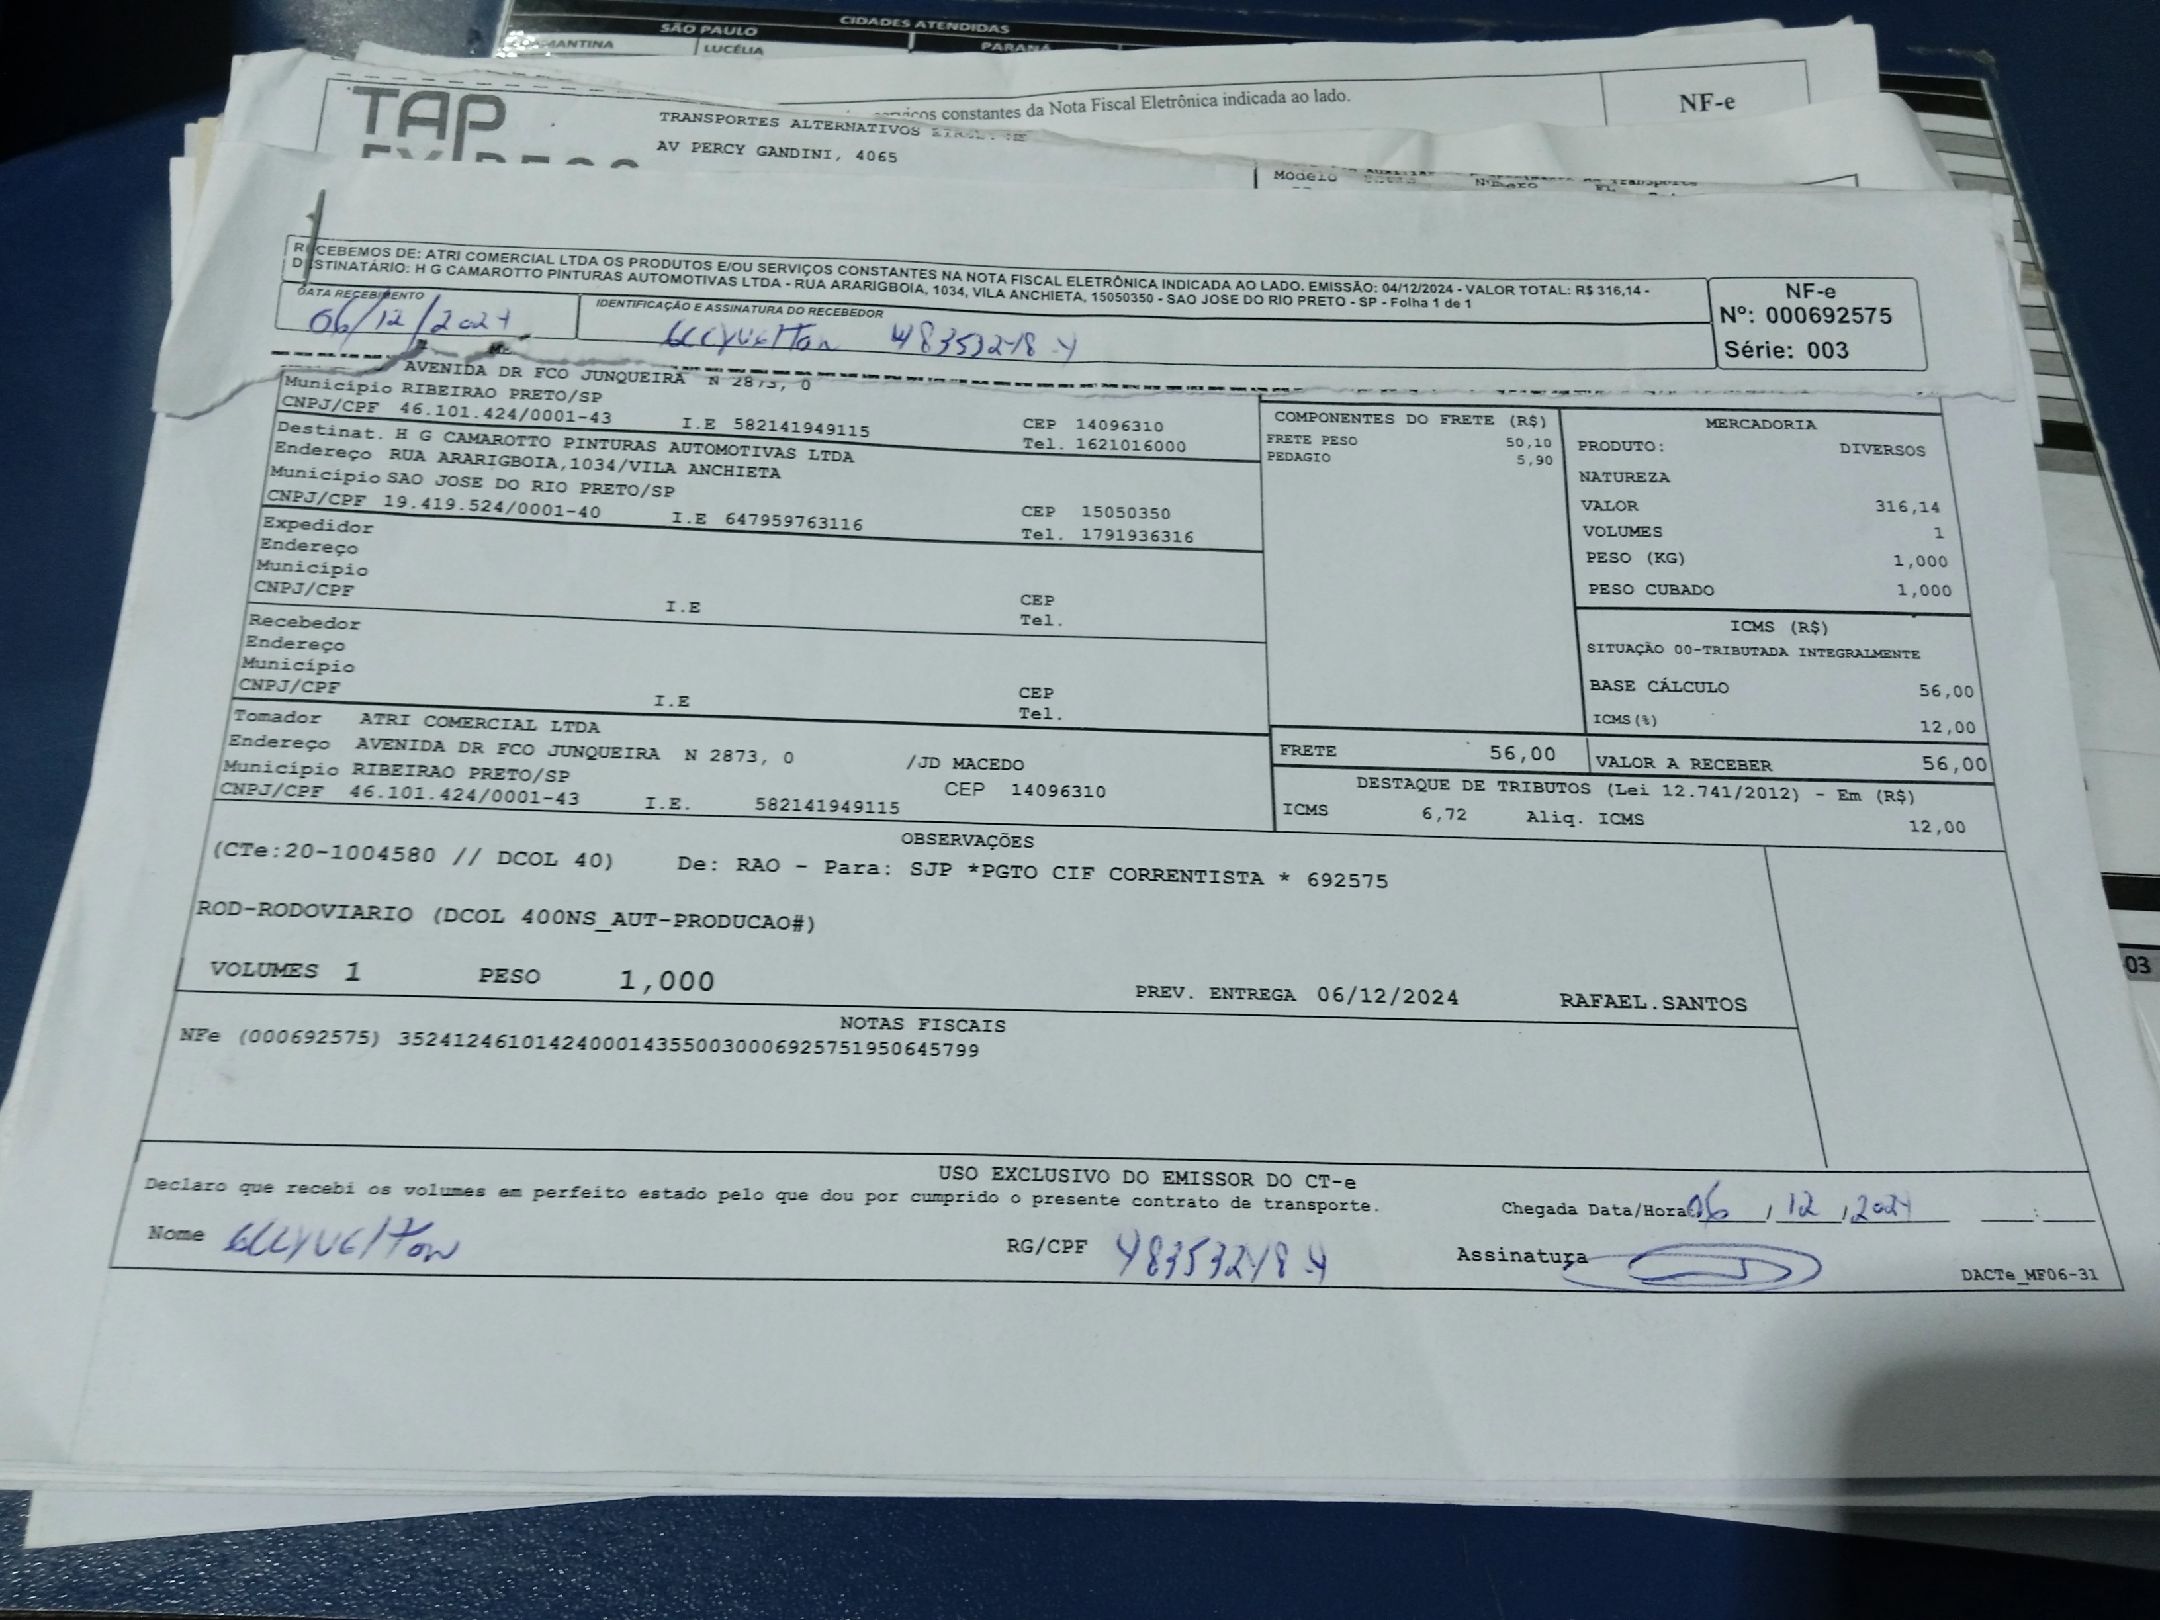 CIDADES ATENDIDAS
SÃO PAULO
PARANÁ
LUCÉLIA
serviços constantes da Nota Fiscal Eletrônica indicada ao lado.
NF-e
TAP
TRANSPORTES ALTERNATIVOS
AV PERCY GANDINI, 4065
Modelo
RECEBEMOS DE: ATRI COMERCIAL LTDA OS PRODUTOS E/OU SERVIÇOS CONSTANTES NA NOTA FISCAL ELETRÔNICA INDICADA AO LADO. EMISSÃO: 04/12/2024 - VALOR TOTAL: R$ 316,14 -
DESTINATÁRIO: H G CAMAROTTO PINTURAS AUTOMOTIVAS LTDA - RUA ARARIGBOIA, 1034, VILA ANCHIETA, 15050350 - SAO JOSE DO RIO PRETO - SP - Folha 1 de 1
NF-e
Nº: 000692575
Série: 003
DATA RECEBIMENTO
06/12/2024
IDENTIFICAÇÃO E ASSINATURA DO RECEBEDOR
AVENIDA DR FCO JUNQUEIRA N 2873, 0
Município RIBEIRAO PRETO/SP
CNPJ/CPF 46.101.424/0001-43 I.E 582141949115
CEP 14096310
Tel. 1621016000
Destinat. H G CAMAROTTO PINTURAS AUTOMOTIVAS LTDA
Endereço RUA ARARIGBOIA,1034/VILA ANCHIETA
Município SAO JOSE DO RIO PRETO/SP
CNPJ/CPF 19.419.524/0001-40 I.E 647959763116
CEP 15050350
Tel. 1791936316
Expedidor
Endereço
Município
CNPJ/CPF I.E
CEP
Tel.
Recebedor
Endereço
Município
CNPJ/CPF I.E
CEP
Tel.
Tomador ATRI COMERCIAL LTDA
Endereço AVENIDA DR FCO JUNQUEIRA N 2873, 0 /JD MACEDO
Município RIBEIRAO PRETO/SP CEP 14096310
CNPJ/CPF 46.101.424/0001-43 I.E. 582141949115
COMPONENTES DO FRETE (R$)
FRETE PESO 50,10
PEDAGIO 5,90
MERCADORIA
PRODUTO: DIVERSOS
NATUREZA
VALOR 316,14
VOLUMES 1
PESO (KG) 1,000
PESO CUBADO 1,000
ICMS (R$)
SITUAÇÃO 00-TRIBUTADA INTEGRALMENTE
BASE CÁLCULO 56,00
ICMS(%) 12,00
FRETE 56,00 VALOR A RECEBER 56,00
DESTAQUE DE TRIBUTOS (Lei 12.741/2012) - Em (R$)
ICMS 6,72 Aliq. ICMS 12,00
OBSERVAÇÕES
(CTe:20-1004580 // DCOL 40) De: RAO - Para: SJP *PGTO CIF CORRENTISTA * 692575
ROD-RODOVIARIO (DCOL 400NS_AUT-PRODUCAO#)
VOLUMES 1 PESO 1,000 PREV. ENTREGA 06/12/2024 RAFAEL.SANTOS
03
NOTAS FISCAIS
NFe (000692575) 35241246101424000143550030006925751950645799
USO EXCLUSIVO DO EMISSOR DO CT-e
Declaro que recebi os volumes em perfeito estado pelo que dou por cumprido o presente contrato de transporte.
Chegada Data/Hora 06/12/2024 __:__
Nome
RG/CPF
Assinatura
DACTe_MF06-31